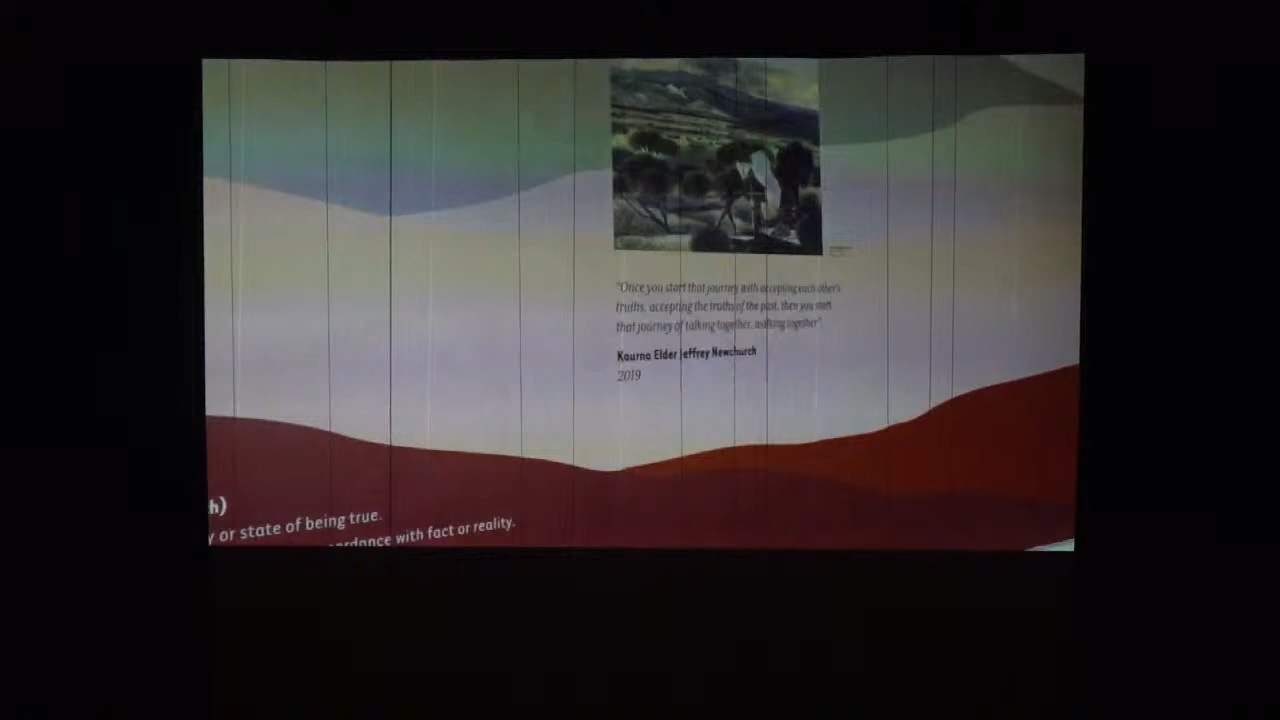 "Once you start that journey with accepting each other's
truths, accepting the truths of the past, then you start
that journey of talking together, walking together".
Kaurna Elder Jeffrey Newchurch
2019
h)
y or state of being true.
ordance with fact or reality.